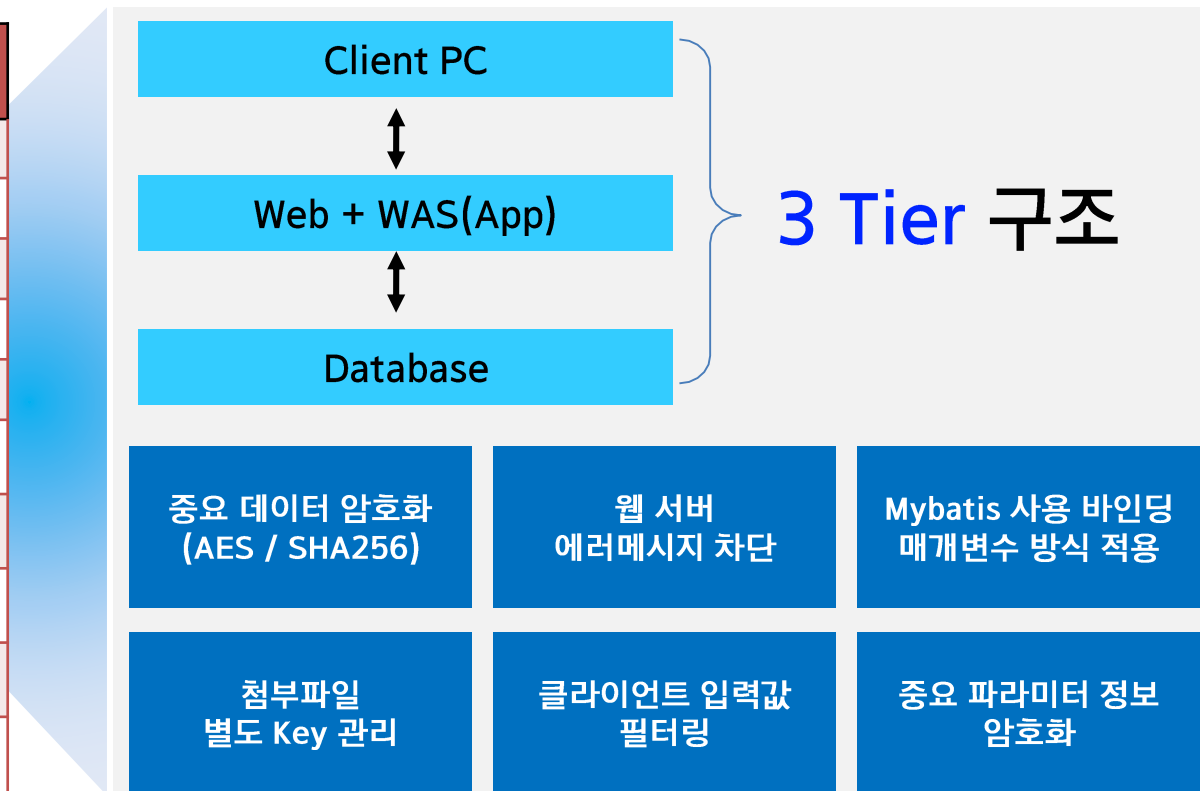 Client PC
Web + WAS(App)
3 Tier 구조
Database
중요 데이터 암호화
(AES / SHA256)
웹 서버
에러메시지 차단
Mybatis 사용 바인딩
매개변수 방식 적용
첨부파일
별도 Key 관리
클라이언트 입력값
필터링
중요 파라미터 정보
암호화